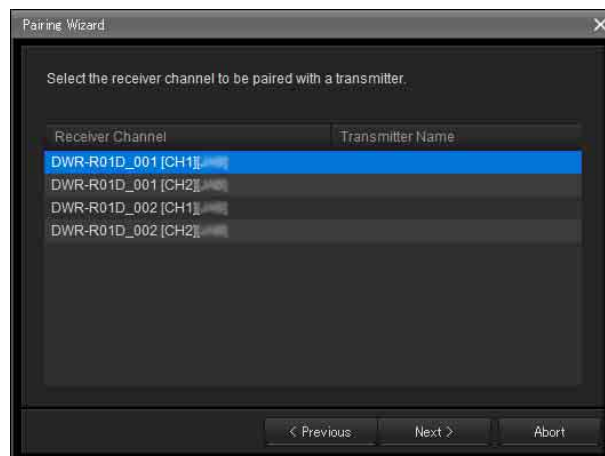 Pairing Wizard
Select the receiver channel to be paired with a transmitter.
Receiver Channel Transmitter Name
DWR-R01D_001 [CH1][
DWR-R01D_001 [CH2][
DWR-R01D_002 [CH1][
DWR-R01D_002 [CH2][
< Previous Next > Abort